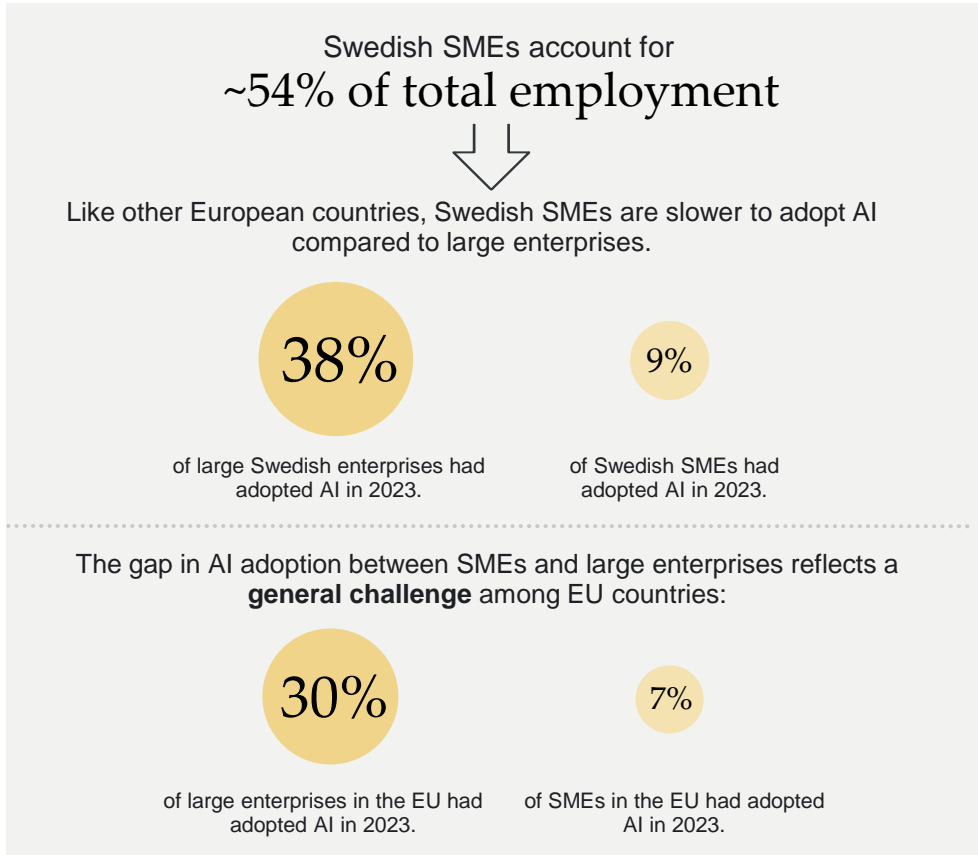 Swedish SMEs account for
~54% of total employment
Like other European countries, Swedish SMEs are slower to adopt AI
compared to large enterprises.
38%
9%
of large Swedish enterprises had
adopted AI in 2023.
of Swedish SMEs had
adopted AI in 2023.
The gap in AI adoption between SMEs and large enterprises reflects a
general challenge among EU countries:
30%
7%
of large enterprises in the EU had
adopted AI in 2023.
of SMEs in the EU had adopted
AI in 2023.